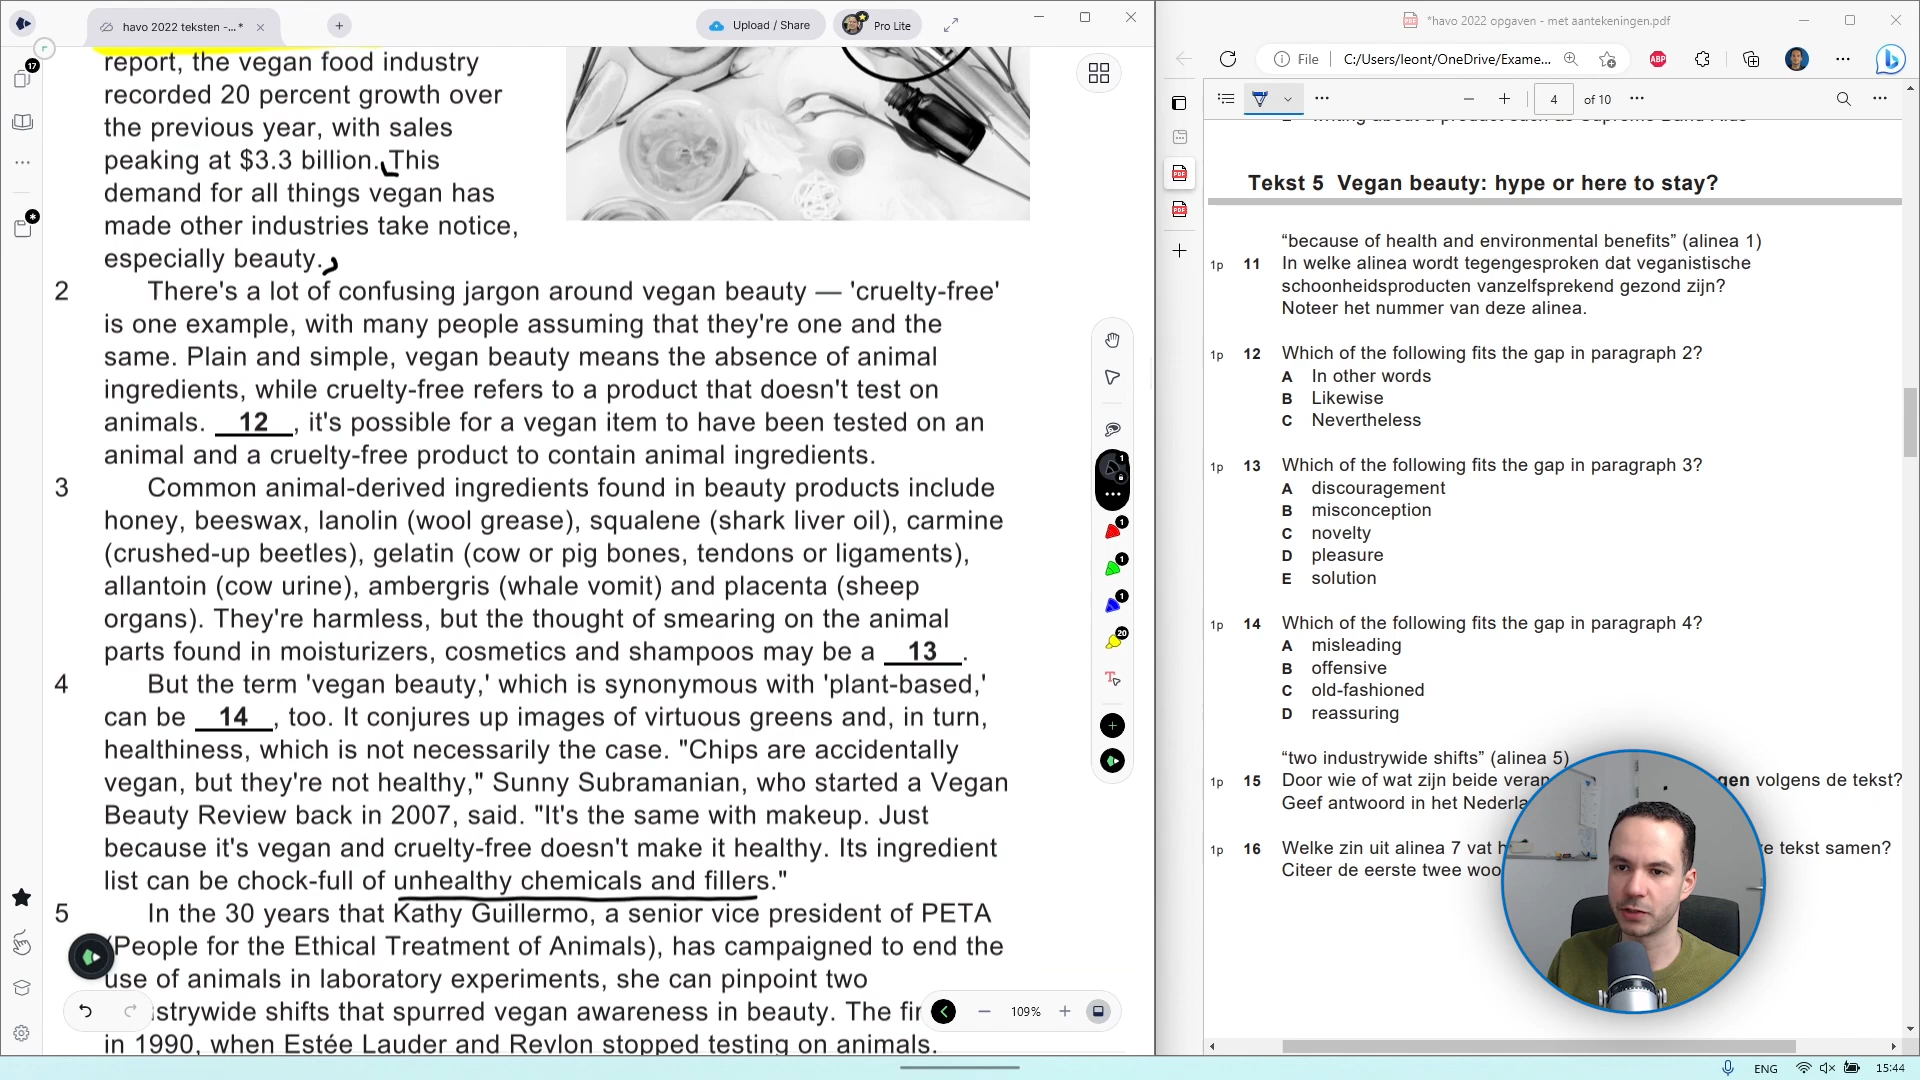 havo 2022 teksten -...*
Upload / Share
Pro Lite
*havo 2022 opgaven - met aantekeningen.pdf
File
C:/Users/leont/OneDrive/Exame...
4 of 10
report, the vegan food industry
recorded 20 percent growth over
the previous year, with sales
peaking at $3.3 billion. This
demand for all things vegan has
made other industries take notice,
especially beauty.
2 There's a lot of confusing jargon around vegan beauty — 'cruelty-free'
is one example, with many people assuming that they're one and the
same. Plain and simple, vegan beauty means the absence of animal
ingredients, while cruelty-free refers to a product that doesn't test on
animals. 12 , it's possible for a vegan item to have been tested on an
animal and a cruelty-free product to contain animal ingredients.
3 Common animal-derived ingredients found in beauty products include
honey, beeswax, lanolin (wool grease), squalene (shark liver oil), carmine
(crushed-up beetles), gelatin (cow or pig bones, tendons or ligaments),
allantoin (cow urine), ambergris (whale vomit) and placenta (sheep
organs). They're harmless, but the thought of smearing on the animal
parts found in moisturizers, cosmetics and shampoos may be a 13 .
4 But the term 'vegan beauty,' which is synonymous with 'plant-based,'
can be 14 , too. It conjures up images of virtuous greens and, in turn,
healthiness, which is not necessarily the case. "Chips are accidentally
vegan, but they're not healthy," Sunny Subramanian, who started a Vegan
Beauty Review back in 2007, said. "It's the same with makeup. Just
because it's vegan and cruelty-free doesn't make it healthy. Its ingredient
list can be chock-full of unhealthy chemicals and fillers."
5 In the 30 years that Kathy Guillermo, a senior vice president of PETA
(People for the Ethical Treatment of Animals), has campaigned to end the
use of animals in laboratory experiments, she can pinpoint two
strywide shifts that spurred vegan awareness in beauty. The fir
in 1990, when Estée Lauder and Revlon stopped testing on animals.
109%
Tekst 5 Vegan beauty: hype or here to stay?
“because of health and environmental benefits” (alinea 1)
1p 11 In welke alinea wordt tegengesproken dat veganistische
schoonheidsproducten vanzelfsprekend gezond zijn?
Noteer het nummer van deze alinea.
1p 12 Which of the following fits the gap in paragraph 2?
A In other words
B Likewise
C Nevertheless
1p 13 Which of the following fits the gap in paragraph 3?
A discouragement
B misconception
C novelty
D pleasure
E solution
1p 14 Which of the following fits the gap in paragraph 4?
A misleading
B offensive
C old-fashioned
D reassuring
“two industrywide shifts” (alinea 5)
1p 15 Door wie of wat zijn beide veran gen volgens de tekst?
Geef antwoord in het Nederla
1p 16 Welke zin uit alinea 7 vat h ve tekst samen?
Citeer de eerste twee woo
17
1
1
1
1
20
ABP
ENG
15:44